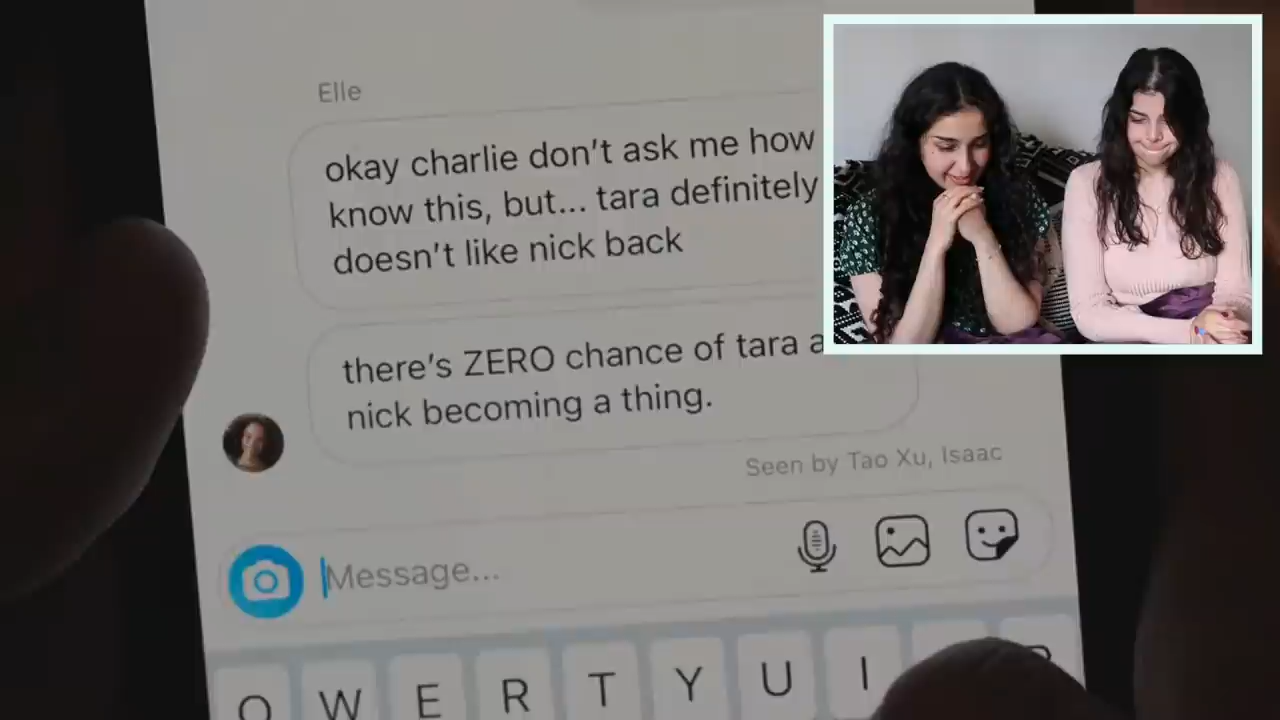 Elle
okay charlie don't ask me how
know this, but... tara definitely
doesn't like nick back
there's ZERO chance of tara a
nick becoming a thing.
Seen by Tao Xu, Isaac
Message...
Q W E R T Y U I